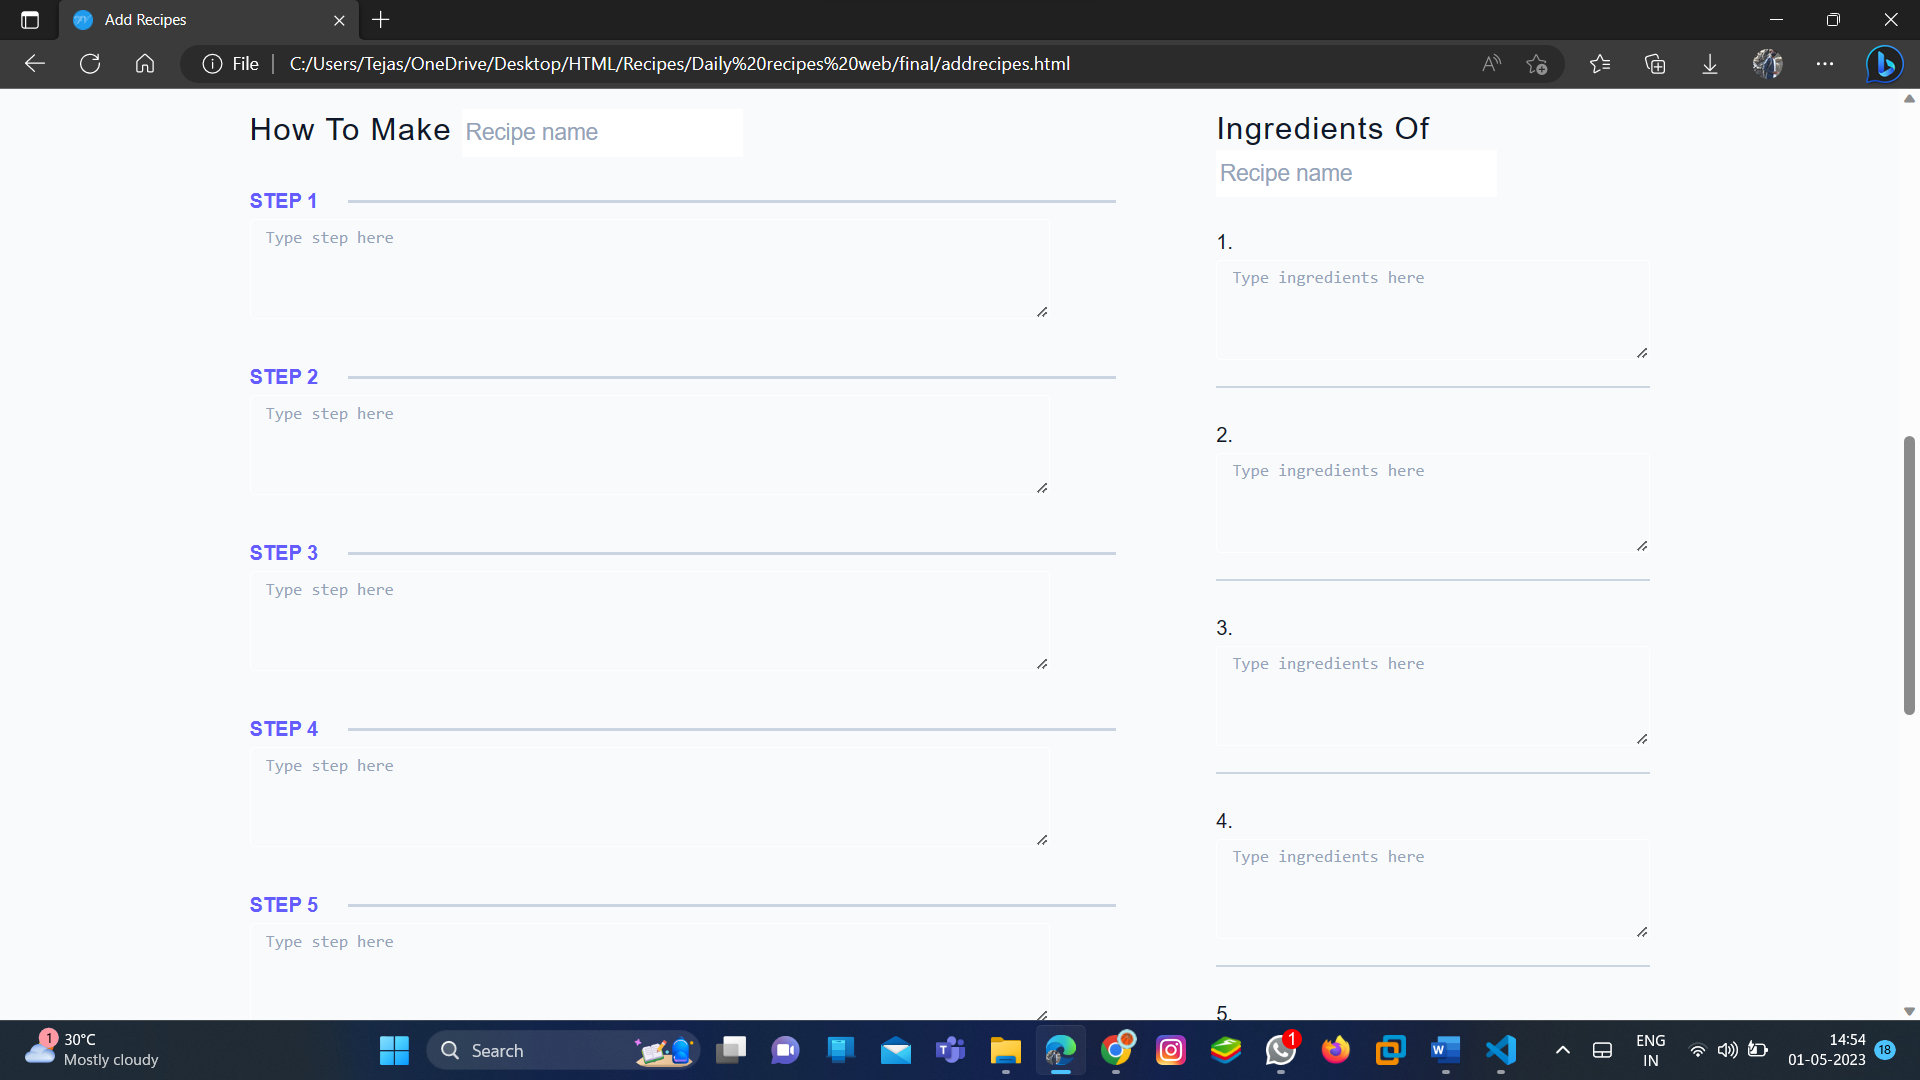 Add Recipes
File
C:/Users/Tejas/OneDrive/Desktop/HTML/Recipes/Daily%20recipes%20web/final/addrecipes.html
How To Make Recipe name
STEP 1
Type step here
STEP 2
Type step here
STEP 3
Type step here
STEP 4
Type step here
STEP 5
Type step here
Ingredients Of
Recipe name
1.
Type ingredients here
2.
Type ingredients here
3.
Type ingredients here
4.
Type ingredients here
5.
1
30°C
Mostly cloudy
Search
1
ENG
IN
14:54
01-05-2023
18